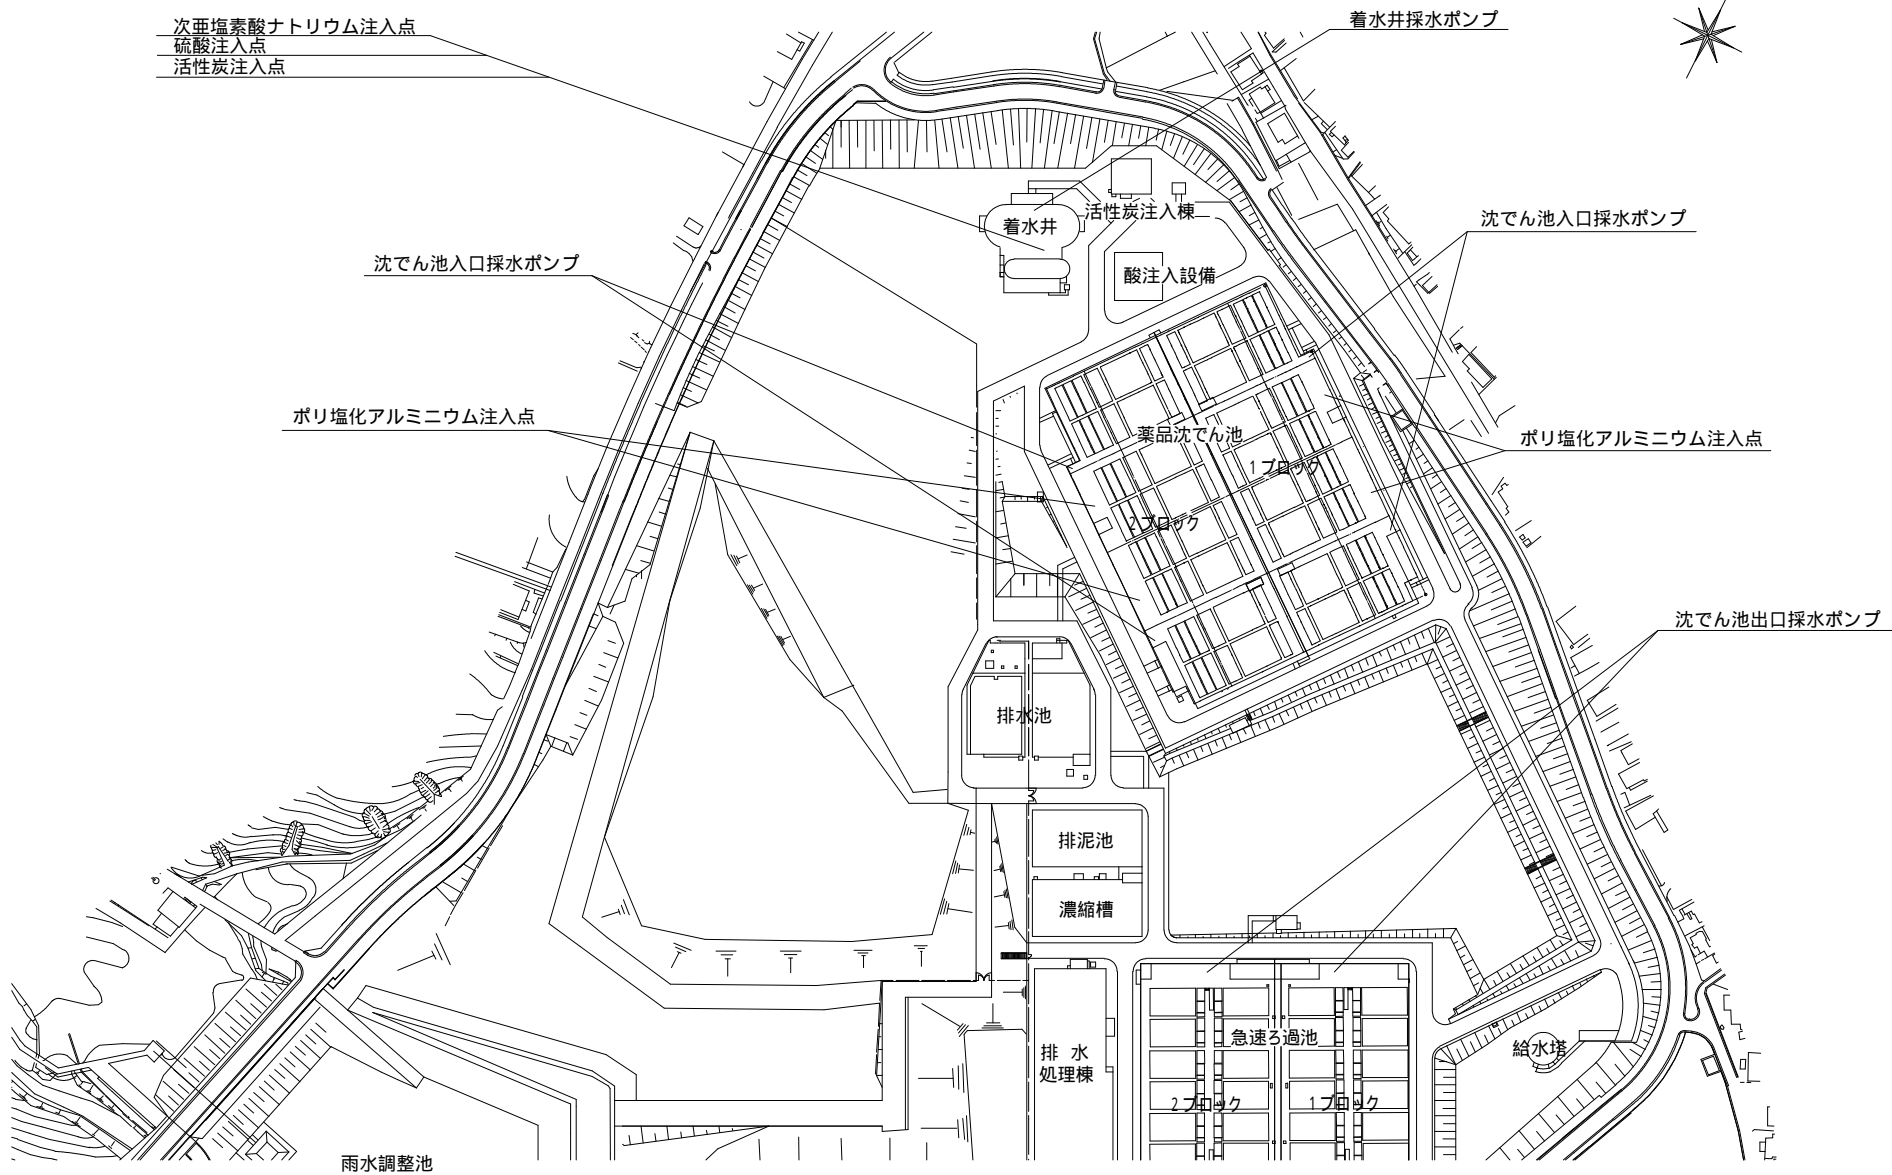 次亜塩素酸ナトリウム注入点
硫酸注入点
活性炭注入点
着水井採水ポンプ
着水井
活性炭注入棟
沈でん池入口採水ポンプ
沈でん池入口採水ポンプ
酸注入設備
ポリ塩化アルミニウム注入点
薬品沈でん池
ポリ塩化アルミニウム注入点
1ブロック
2ブロック
沈でん池出口採水ポンプ
排水池
排泥池
濃縮槽
急速ろ過池
給水塔
排 水
処理棟
2ブロック
1ブロック
雨水調整池